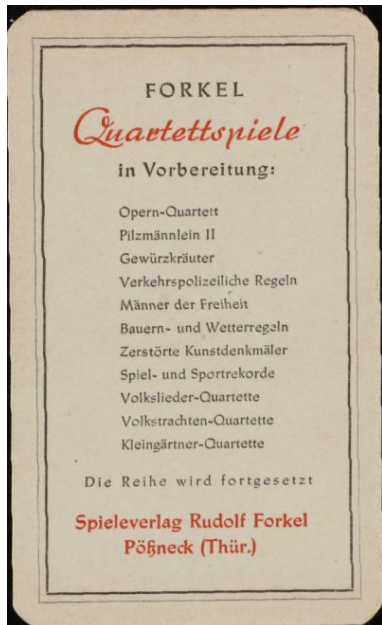 FORKEL
Quartettspiele
in Vorbereitung:
Opern-Quartett
Pilzmännlein II
Gewürzkräuter
Verkehrspolizeiliche Regeln
Männer der Freiheit
Bauern- und Wetterregeln
Zerstörte Kunstdenkmäler
Spiel- und Sportrekorde
Volkslieder-Quartette
Volkstrachten-Quartette
Kleingärtner-Quartette
Die Reihe wird fortgesetzt
Spieleverlag Rudolf Forkel
Pößneck (Thür.)